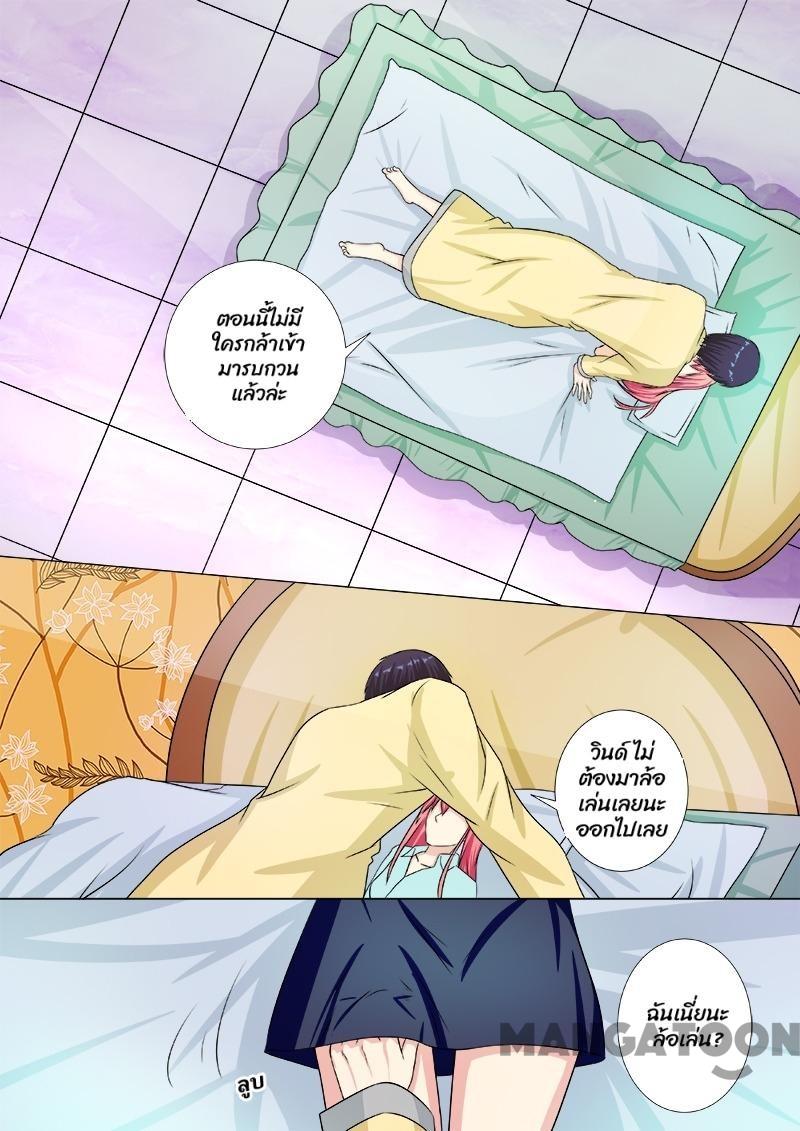 ตอนนี้ไม่มี
ใครกล้าเข้า
มารบกวน
แล้วล่ะ
วินด์ ไม่
ต้องมาล้อ
เล่นเลยนะ
ออกไปเลย
ฉันเนี่ยนะ
ล้อเล่น?
MANGATOON
ลูบ